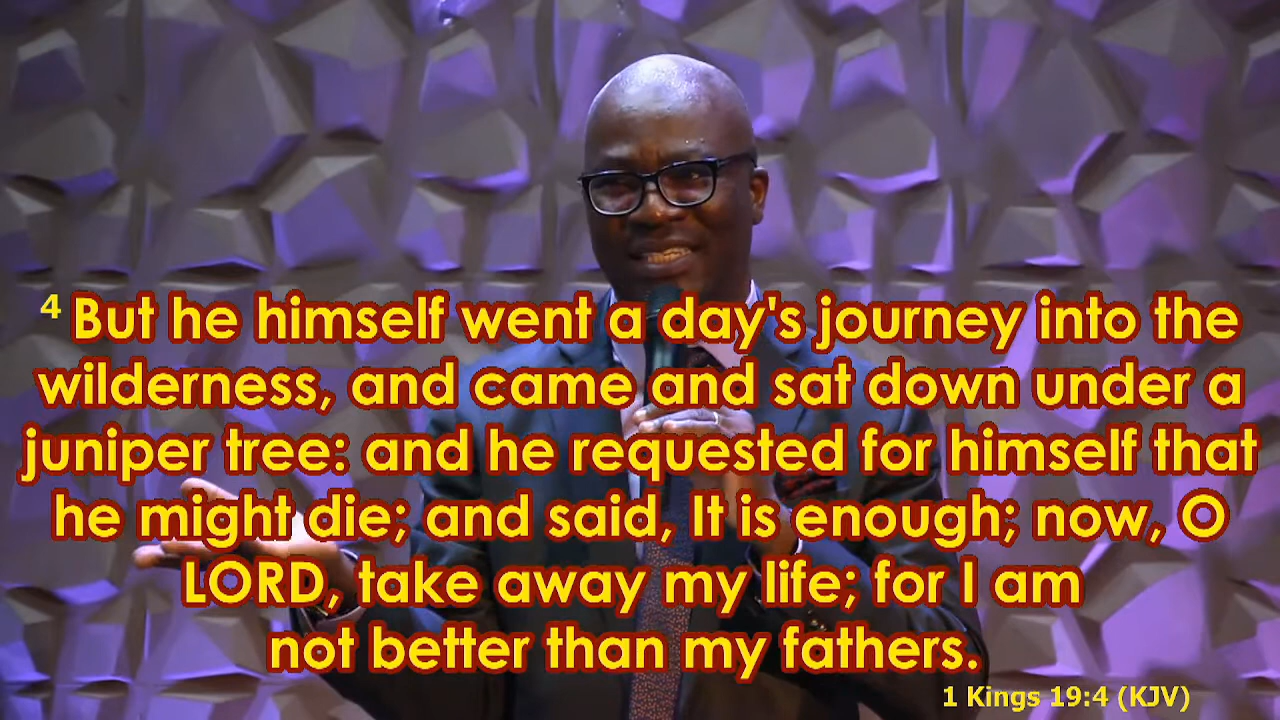 4 But he himself went a day's journey into the
wilderness, and came and sat down under a
juniper tree: and he requested for himself that
he might die; and said, It is enough; now, O
LORD, take away my life; for I am
not better than my fathers.
1 Kings 19:4 (KJV)